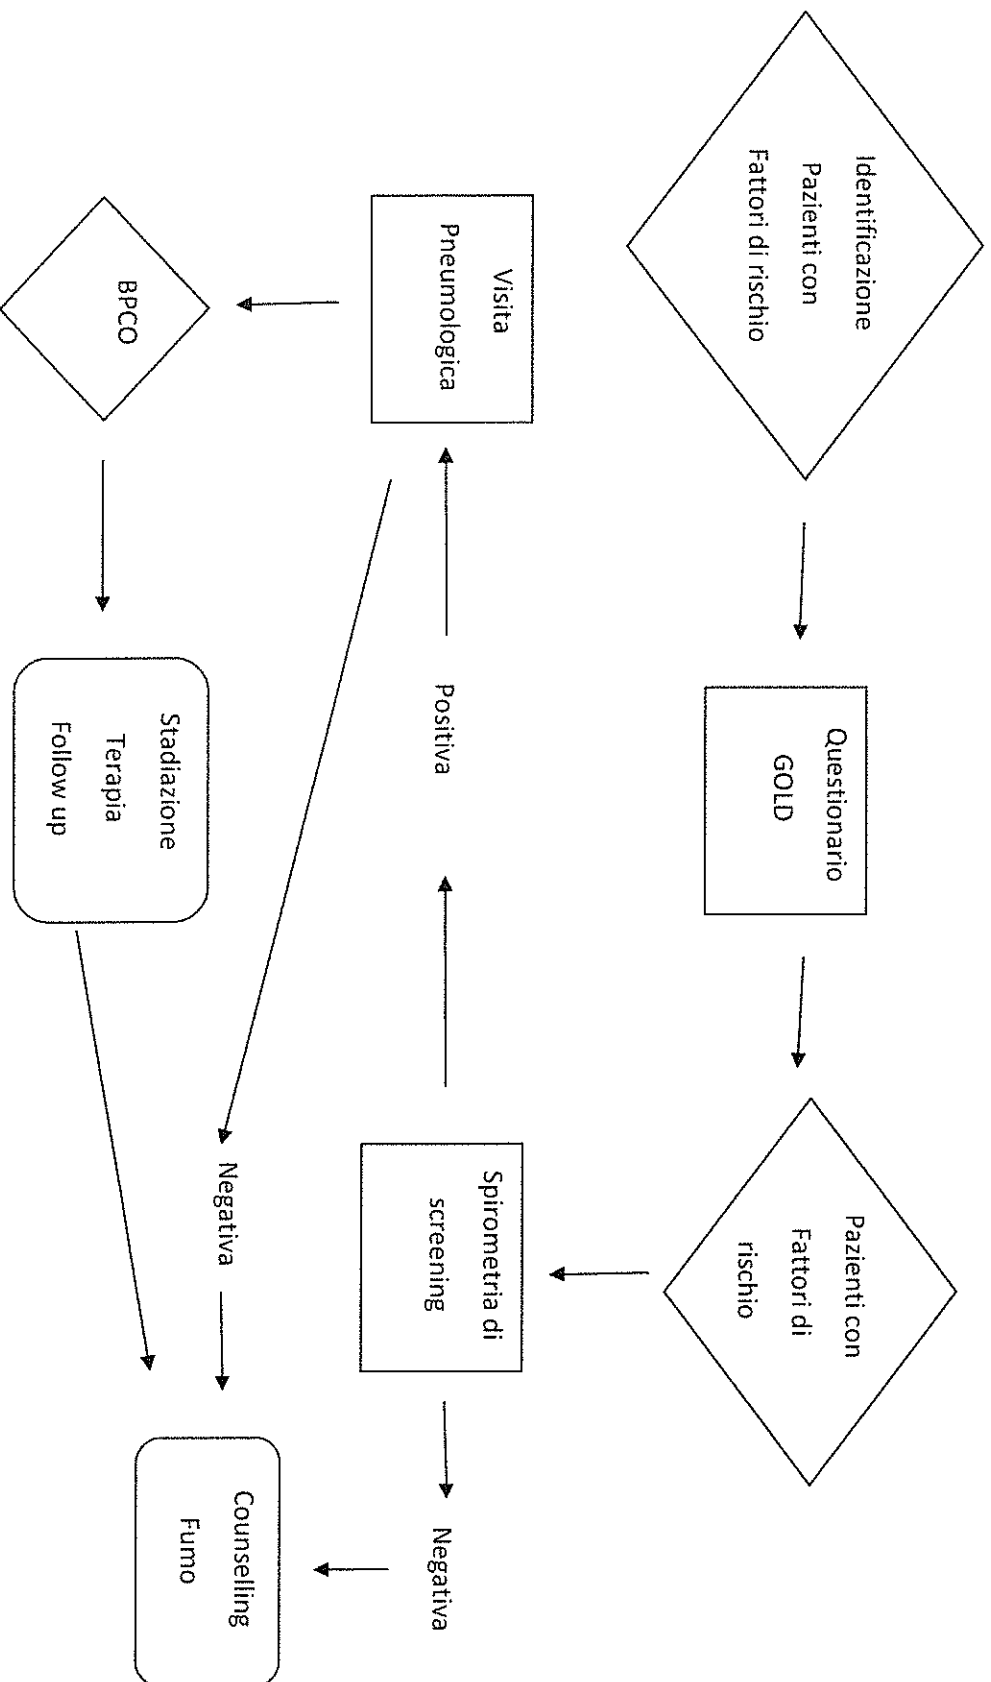 Identificazione
Pazienti con
Fattori di rischio
Questionario
GOLD
Pazienti con
Fattori di
rischio
Visita
Pneumologica
Positiva
Spirometria di
screening
Negativa
BPCO
Stadiazione
Terapia
Follow up
Negativa
Counselling
Fumo